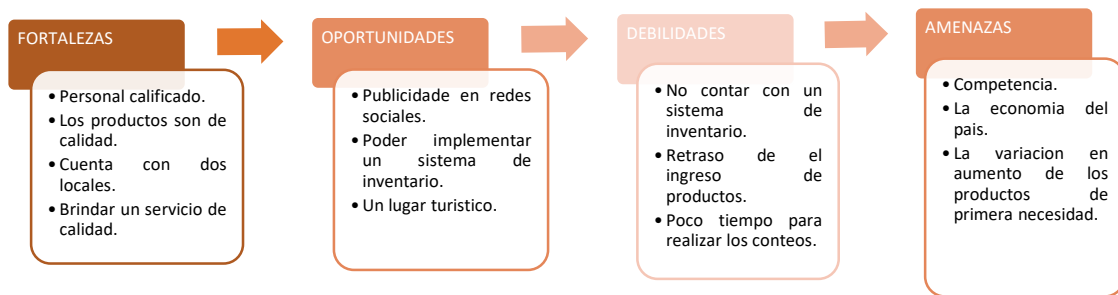 FORTALEZAS
• Personal calificado.
• Los productos son de
calidad.
• Cuenta con dos
locales.
• Brindar un servicio de
calidad.
OPORTUNIDADES
• Publicidade en redes
sociales.
• Poder implementar
un sistema de
inventario.
• Un lugar turistico.
DEBILIDADES
• No contar con un
sistema de
inventario.
• Retraso de el
ingreso de
productos.
• Poco tiempo para
realizar los conteos.
AMENAZAS
• Competencia.
• La economia del
pais.
• La variacion en
aumento de los
productos de
primera necesidad.